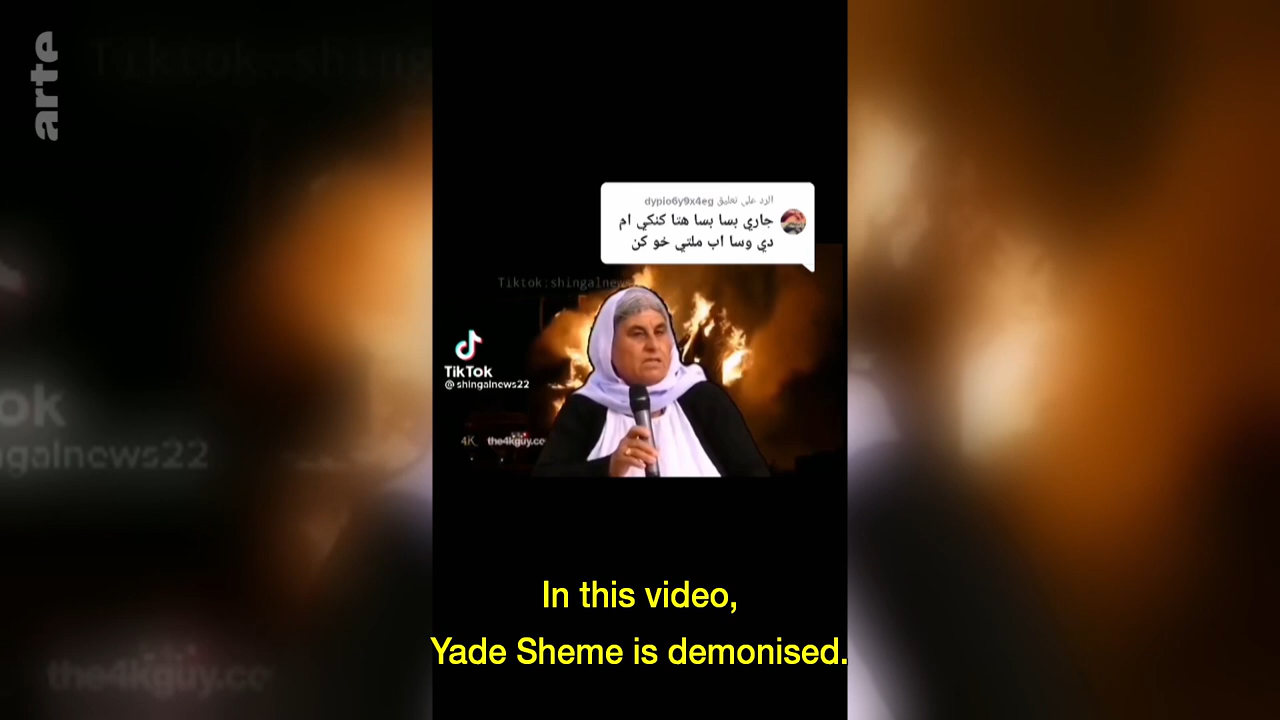 arte
الرد على تعليق dypio6y9x4eg
جاري بسا بسا هتا كنكي ام
دي وسا اب ملتي خو كن
Tiktok:shingalnews
TikTok
@shingalnews22
4K
the4kguy.co
In this video,
Yade Sheme is demonised.